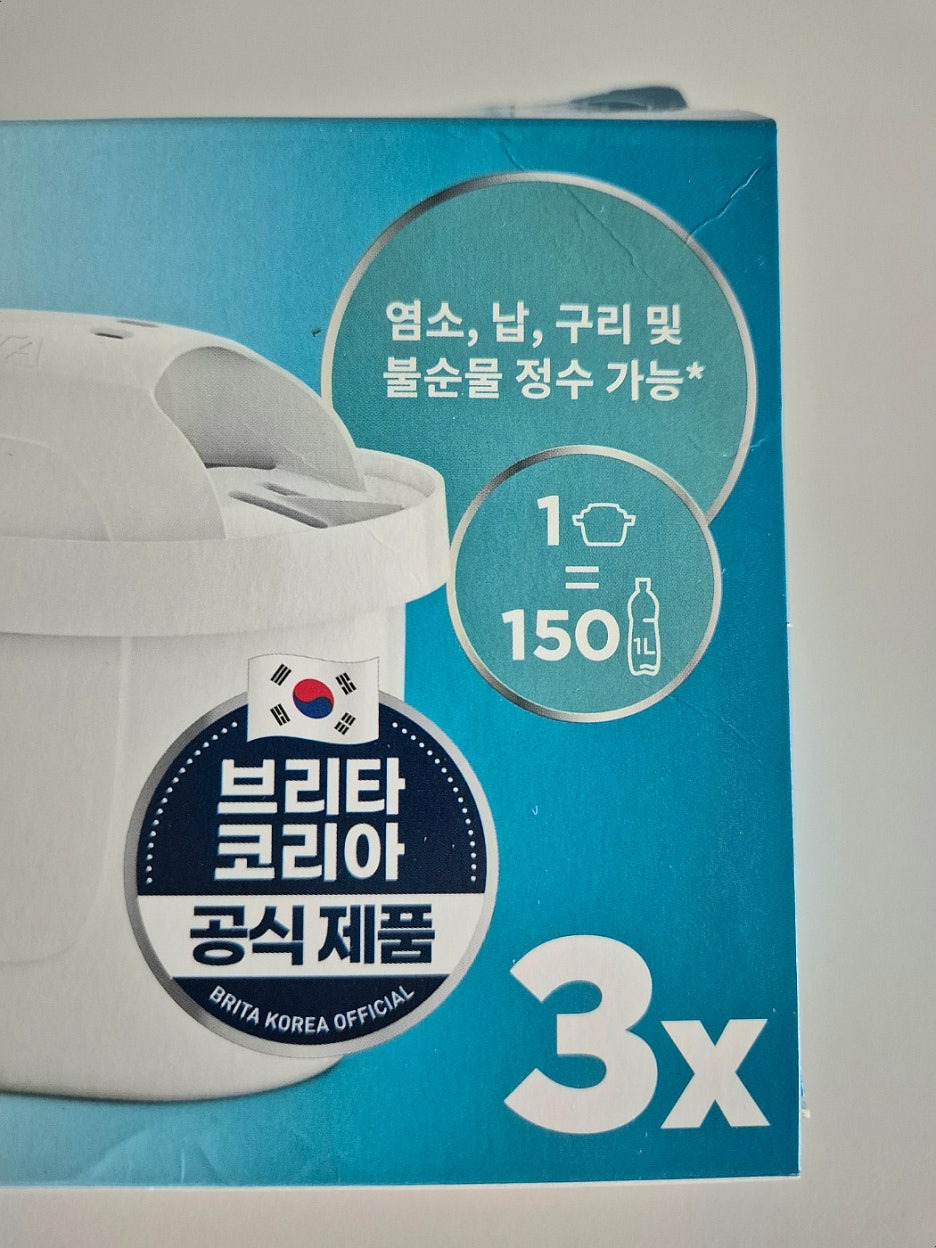 염소, 납, 구리 및
불순물 정수 가능*
1
=
150 1L
브리타
코리아
공식 제품
BRITA KOREA OFFICIAL
3x